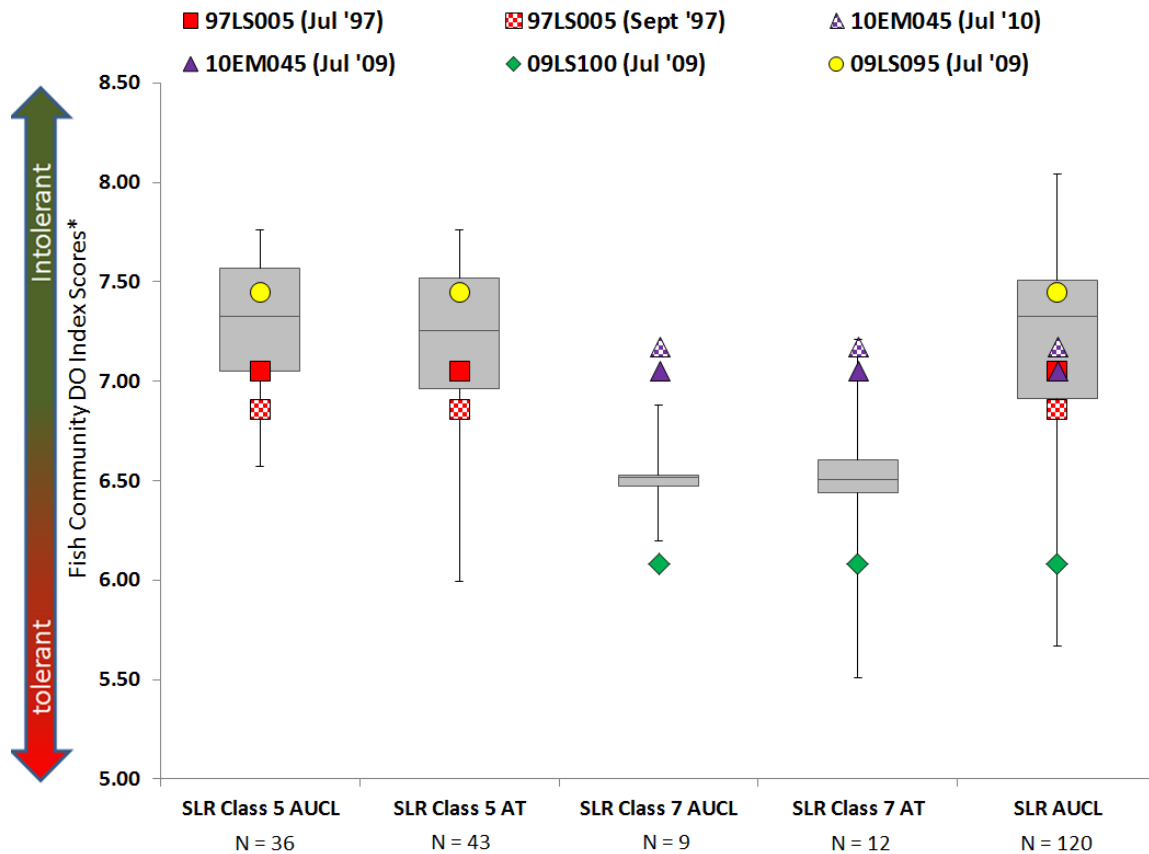 97LS005 (Jul '97) 97LS005 (Sept '97) 10EM045 (Jul '10)
10EM045 (Jul '09) 09LS100 (Jul '09) 09LS095 (Jul '09)
Intolerant
tolerant
Fish Community DO Index Scores*
8.50
8.00
7.50
7.00
6.50
6.00
5.50
5.00
SLR Class 5 AUCL SLR Class 5 AT SLR Class 7 AUCL SLR Class 7 AT SLR AUCL
N = 36 N = 43 N = 9 N = 12 N = 120